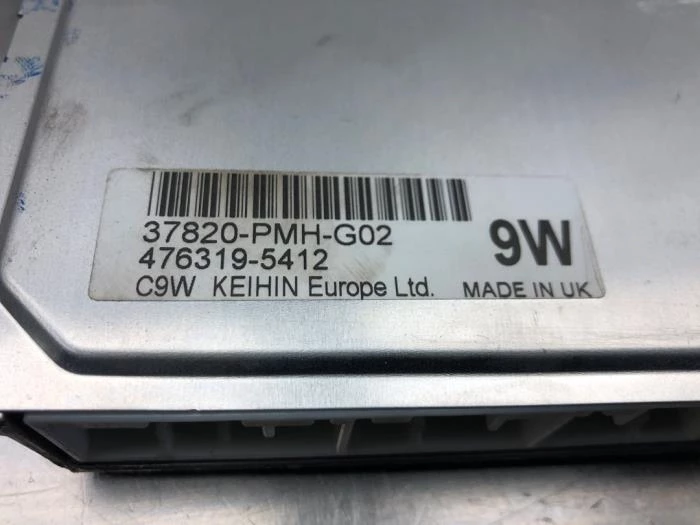 37820-PMH-G02
476319-5412
9W
C9W KEIHIN Europe Ltd. MADE IN UK